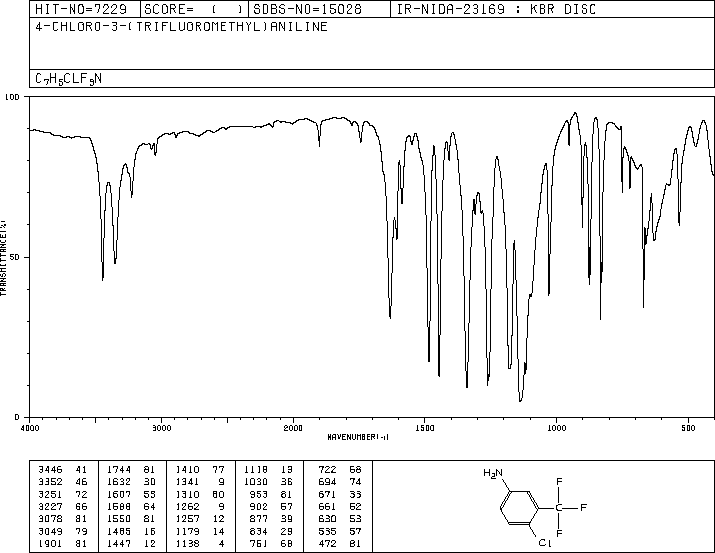 HIT-NO=7229 SCORE= ( ) SDBS-NO=15028 IR-NIDA-23169 : KBR DISC
4-CHLORO-3-(TRIFLUOROMETHYL)ANILINE
C7H5CLF3N
100
50
0
TRANSMITTANCE(%)
4000 3000 2000 1500 1000 500
WAVENUMBER(-1)
3446 41 1744 81 1410 77 1118 13 722 68
3352 46 1632 30 1341 9 1030 36 694 74
3251 72 1607 55 1310 60 953 81 671 33
3227 66 1588 64 1262 9 902 57 661 52
3078 81 1550 81 1257 12 877 39 630 53
3049 79 1485 16 1179 14 834 29 535 57
1901 81 1447 12 1138 4 751 68 472 81
H2N
F
C F
F
Cl